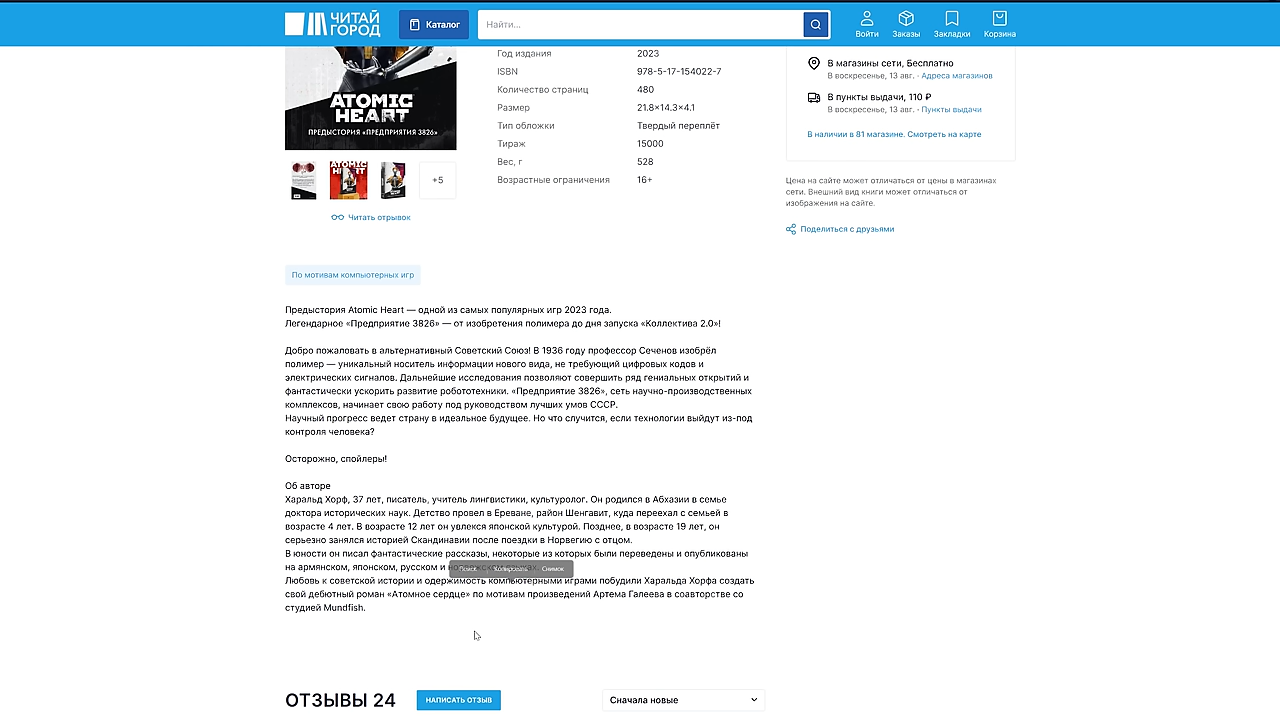 ЧИТАЙ
ГОРОД
Каталог
Найти...
Войти
Заказы
Закладки
Корзина
ATOMIC
HEART
ПРЕДЫСТОРИЯ «ПРЕДПРИЯТИЯ 3826»
+5
Читать отрывок
Год издания 2023
ISBN 978-5-17-154022-7
Количество страниц 480
Размер 21.8×14.3×4.1
Тип обложки Твердый переплёт
Тираж 15000
Вес, г 528
Возрастные ограничения 16+
В магазины сети, Бесплатно
В воскресенье, 13 авг. · Адреса магазинов
В пункты выдачи, 110 ₽
В воскресенье, 13 авг. · Пункты выдачи
В наличии в 81 магазине. Смотреть на карте
Цена на сайте может отличаться от цены в магазинах
сети. Внешний вид книги может отличаться от
изображения на сайте.
Поделиться с друзьями
По мотивам компьютерных игр
Предыстория Atomic Heart — одной из самых популярных игр 2023 года.
Легендарное «Предприятие 3826» — от изобретения полимера до дня запуска «Коллектива 2.0»!
Добро пожаловать в альтернативный Советский Союз! В 1936 году профессор Сеченов изобрёл
полимер — уникальный носитель информации нового вида, не требующий цифровых кодов и
электрических сигналов. Дальнейшие исследования позволяют совершить ряд гениальных открытий и
фантастически ускорить развитие робототехники. «Предприятие 3826», сеть научно-производственных
комплексов, начинает свою работу под руководством лучших умов СССР.
Научный прогресс ведет страну в идеальное будущее. Но что случится, если технологии выйдут из-под
контроля человека?
Осторожно, спойлеры!
Об авторе
Харальд Хорф, 37 лет, писатель, учитель лингвистики, культуролог. Он родился в Абхазии в семье
доктора исторических наук. Детство провел в Ереване, район Шенгавит, куда переехал с семьей в
возрасте 4 лет. В возрасте 12 лет он увлекся японской культурой. Позднее, в возрасте 19 лет, он
серьезно занялся историей Скандинавии после поездки в Норвегию с отцом.
В юности он писал фантастические рассказы, некоторые из которых были переведены и опубликованы
на армянском, японском, русском и
Поиск Копировать Снимок
Любовь к советской истории и одержимость компьютерными играми побудили Харальда Хорфа создать
свой дебютный роман «Атомное сердце» по мотивам произведений Артема Галеева в соавторстве со
студией Mundfish.
ОТЗЫВЫ 24
НАПИСАТЬ ОТЗЫВ
Сначала новые